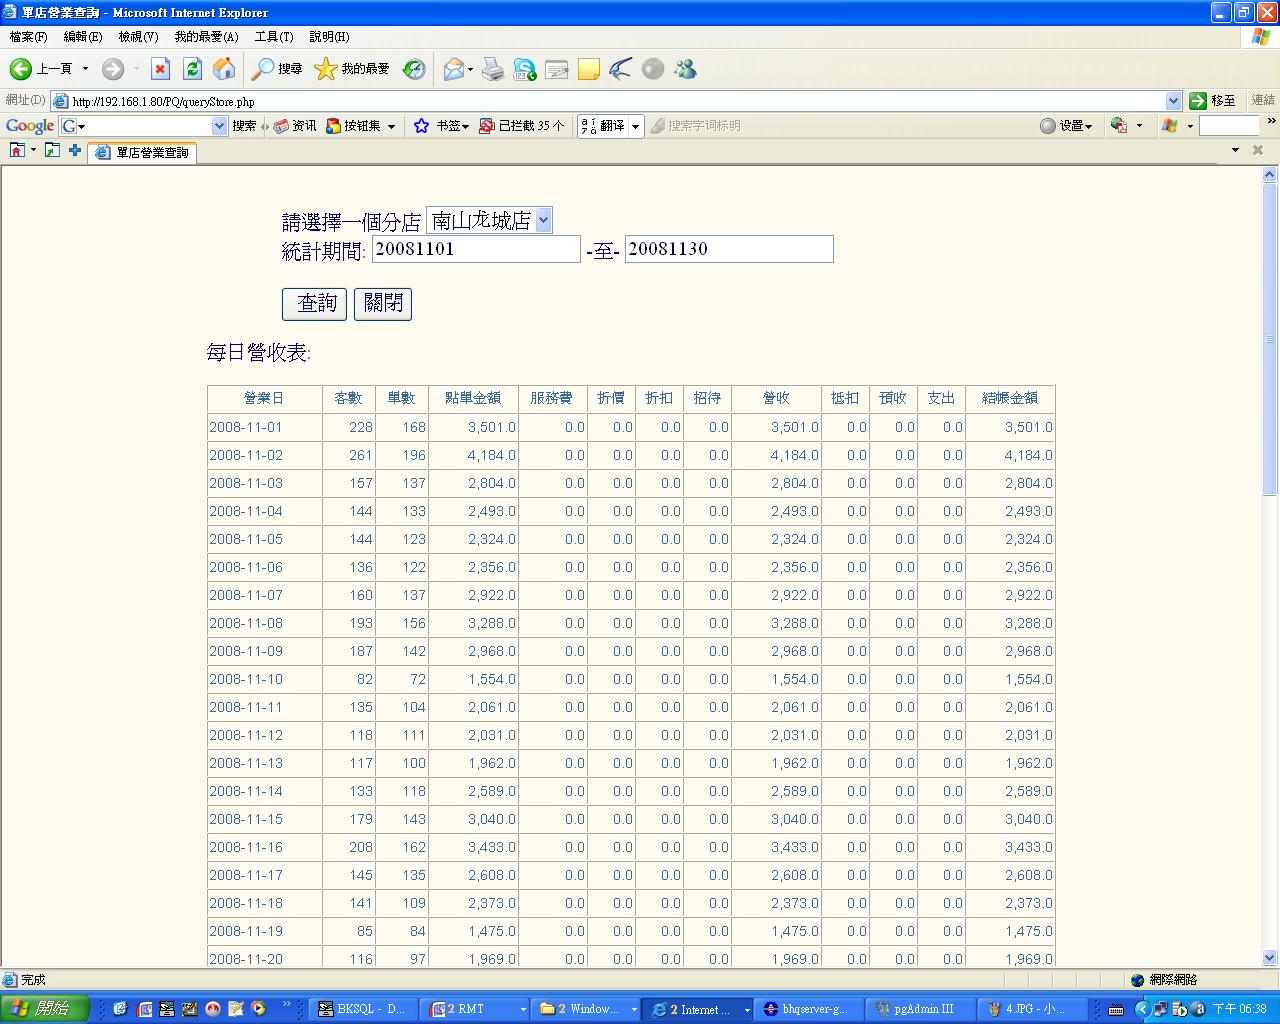 單店營業查詢 - Microsoft Internet Explorer
檔案(F) 編輯(E) 檢視(V) 我的最愛(A) 工具(T) 說明(H)
上一頁 搜尋 我的最愛
網址(D) http://192.168.1.80/PQ/queryStore.php 移至 連結
Google 搜索 资讯 按钮集 书签 已拦截 35 个 翻译 搜索字词标明 设置
單店營業查詢
請選擇一個分店 南山龙城店
統計期間: 20081101 -至- 20081130
查詢 關閉
每日營收表:
營業日 客數 單數 點單金額 服務費 折價 折扣 招待 營收 抵扣 預收 支出 結帳金額
2008-11-01 228 168 3,501.0 0.0 0.0 0.0 0.0 3,501.0 0.0 0.0 0.0 3,501.0
2008-11-02 261 196 4,184.0 0.0 0.0 0.0 0.0 4,184.0 0.0 0.0 0.0 4,184.0
2008-11-03 157 137 2,804.0 0.0 0.0 0.0 0.0 2,804.0 0.0 0.0 0.0 2,804.0
2008-11-04 144 133 2,493.0 0.0 0.0 0.0 0.0 2,493.0 0.0 0.0 0.0 2,493.0
2008-11-05 144 123 2,324.0 0.0 0.0 0.0 0.0 2,324.0 0.0 0.0 0.0 2,324.0
2008-11-06 136 122 2,356.0 0.0 0.0 0.0 0.0 2,356.0 0.0 0.0 0.0 2,356.0
2008-11-07 160 137 2,922.0 0.0 0.0 0.0 0.0 2,922.0 0.0 0.0 0.0 2,922.0
2008-11-08 193 156 3,288.0 0.0 0.0 0.0 0.0 3,288.0 0.0 0.0 0.0 3,288.0
2008-11-09 187 142 2,968.0 0.0 0.0 0.0 0.0 2,968.0 0.0 0.0 0.0 2,968.0
2008-11-10 82 72 1,554.0 0.0 0.0 0.0 0.0 1,554.0 0.0 0.0 0.0 1,554.0
2008-11-11 135 104 2,061.0 0.0 0.0 0.0 0.0 2,061.0 0.0 0.0 0.0 2,061.0
2008-11-12 118 111 2,031.0 0.0 0.0 0.0 0.0 2,031.0 0.0 0.0 0.0 2,031.0
2008-11-13 117 100 1,962.0 0.0 0.0 0.0 0.0 1,962.0 0.0 0.0 0.0 1,962.0
2008-11-14 133 118 2,589.0 0.0 0.0 0.0 0.0 2,589.0 0.0 0.0 0.0 2,589.0
2008-11-15 179 143 3,040.0 0.0 0.0 0.0 0.0 3,040.0 0.0 0.0 0.0 3,040.0
2008-11-16 208 162 3,433.0 0.0 0.0 0.0 0.0 3,433.0 0.0 0.0 0.0 3,433.0
2008-11-17 145 135 2,608.0 0.0 0.0 0.0 0.0 2,608.0 0.0 0.0 0.0 2,608.0
2008-11-18 141 109 2,373.0 0.0 0.0 0.0 0.0 2,373.0 0.0 0.0 0.0 2,373.0
2008-11-19 85 84 1,475.0 0.0 0.0 0.0 0.0 1,475.0 0.0 0.0 0.0 1,475.0
2008-11-20 116 97 1,969.0 0.0 0.0 0.0 0.0 1,969.0 0.0 0.0 0.0 1,969.0
完成 網際網路
開始 BKSQL - D... 2 RMT 2 Window... 2 Internet ... bhqserver-g... pgAdmin III 4.JPG - 小... 下午 06:38